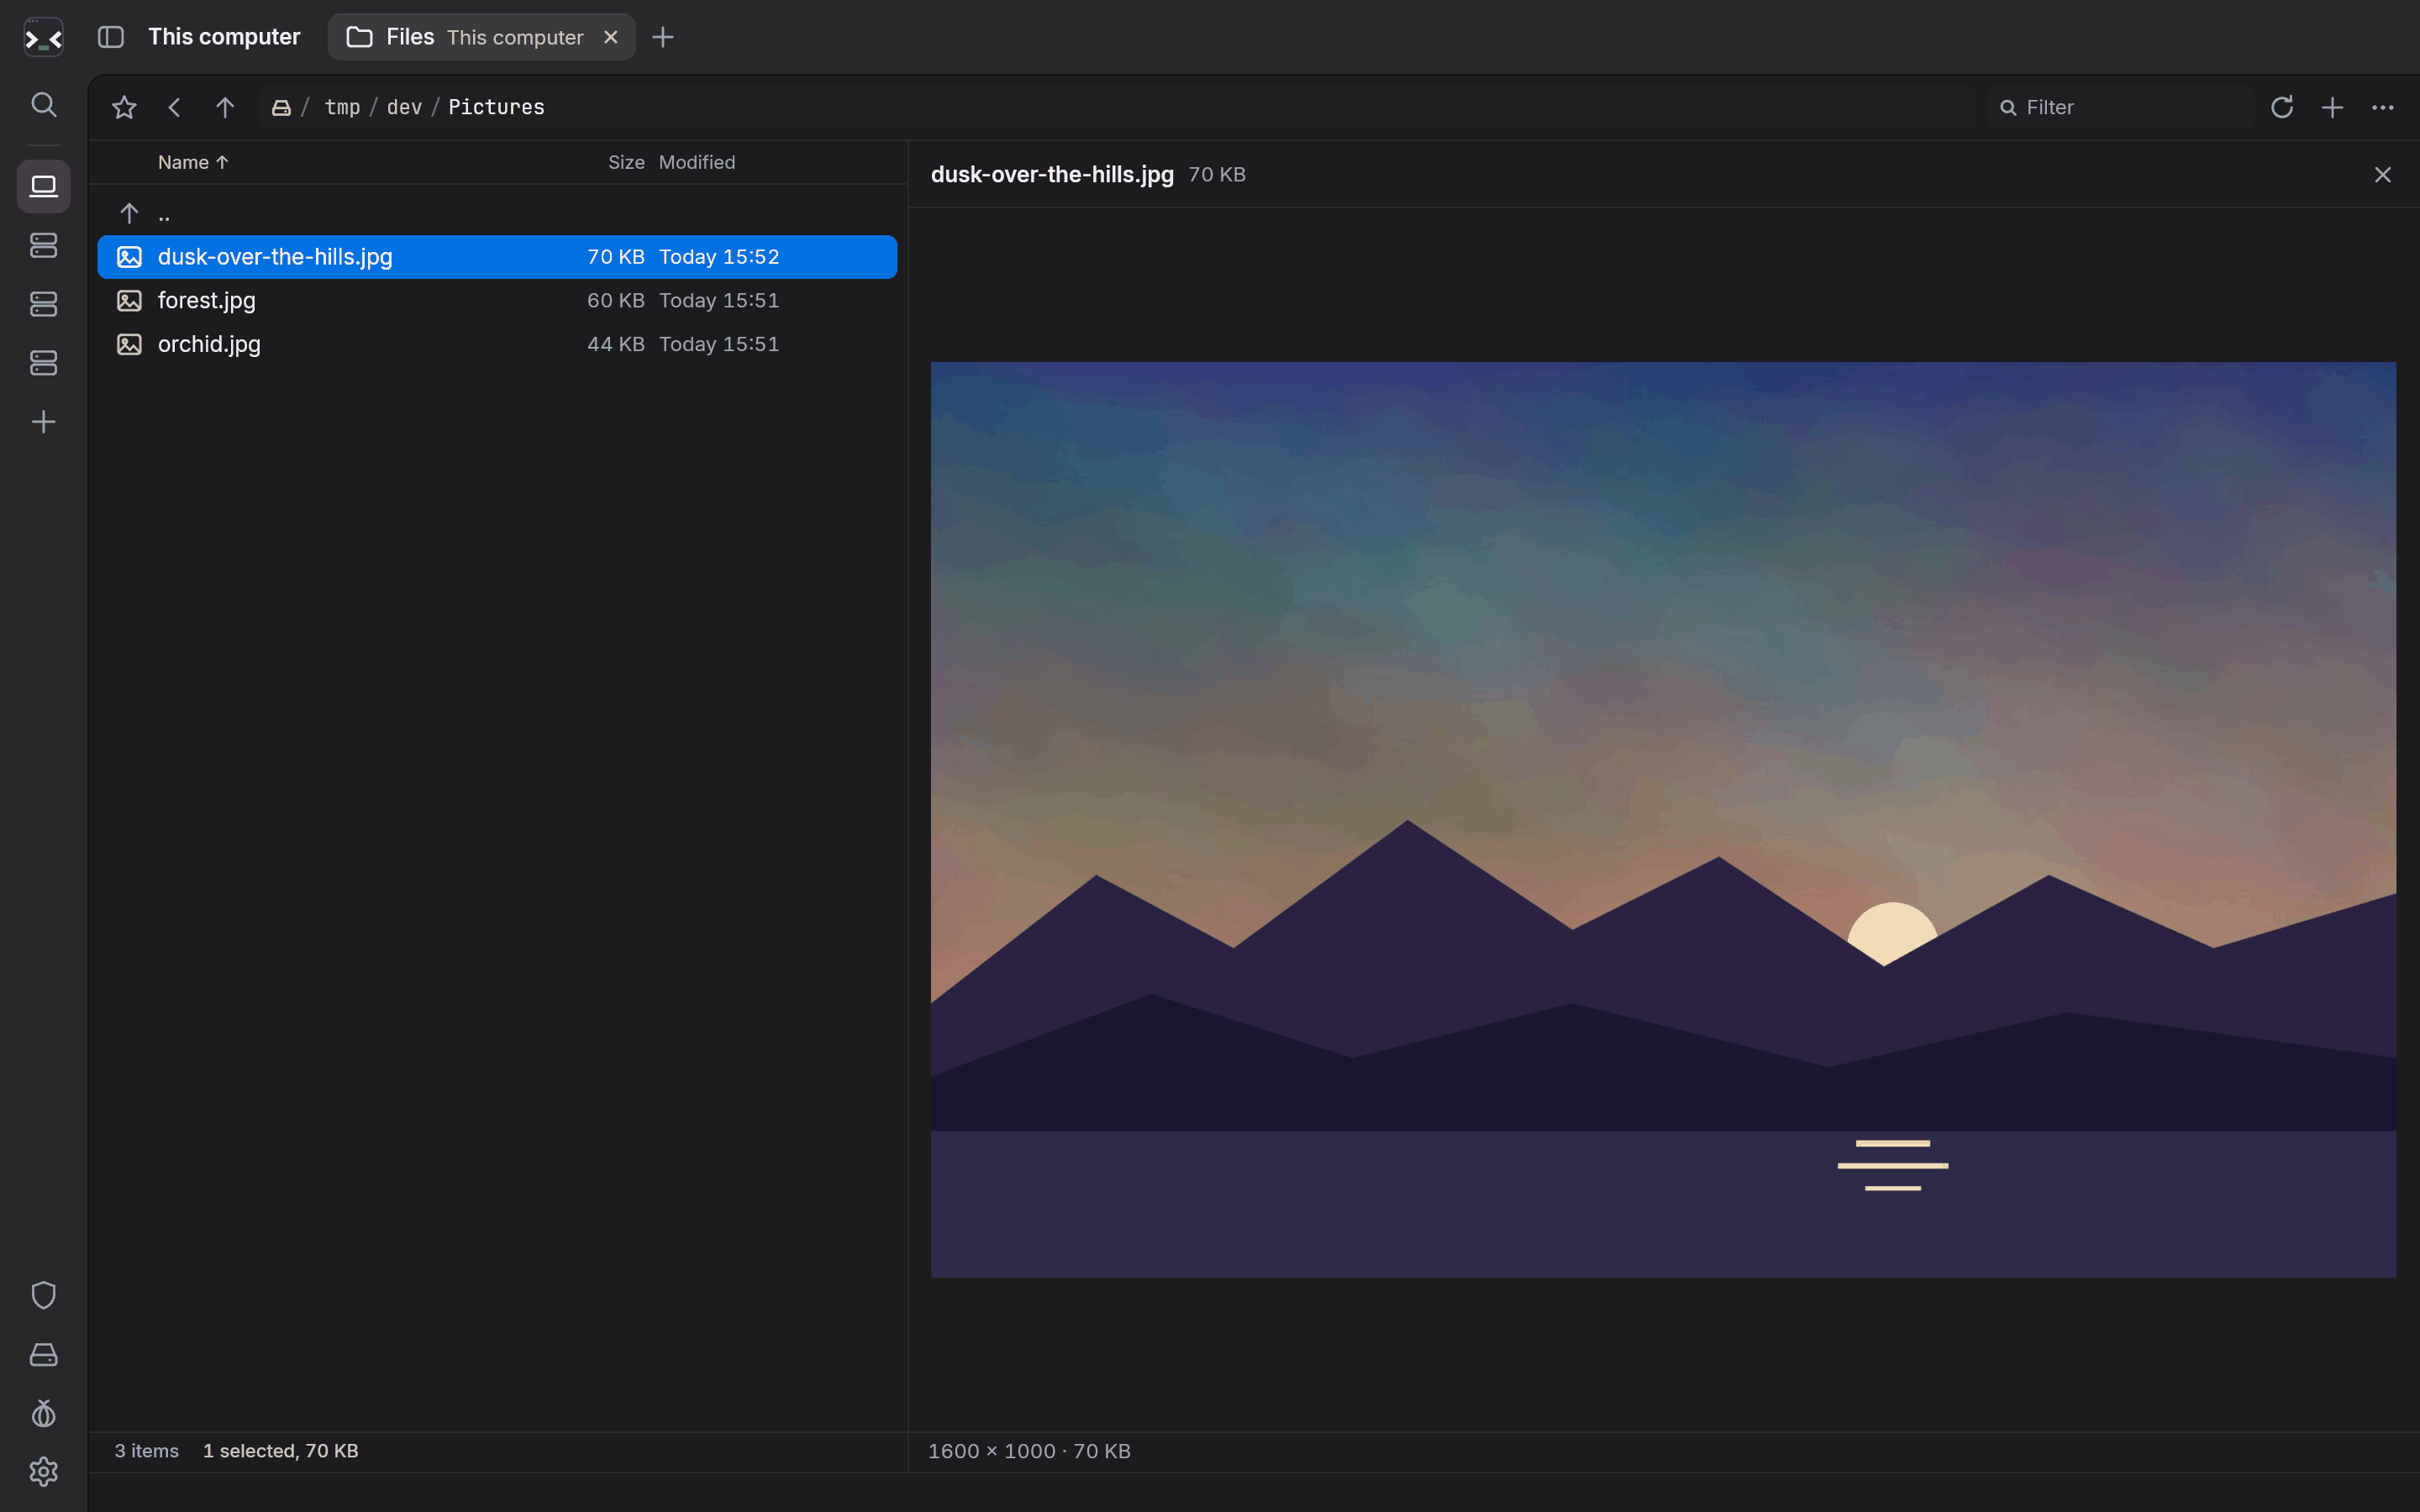 This computer
Files This computer
/ tmp / dev / Pictures
Filter
Name ↑ Size Modified
..
dusk-over-the-hills.jpg 70 KB Today 15:52
forest.jpg 60 KB Today 15:51
orchid.jpg 44 KB Today 15:51
dusk-over-the-hills.jpg 70 KB
3 items 1 selected, 70 KB
1600 × 1000 · 70 KB